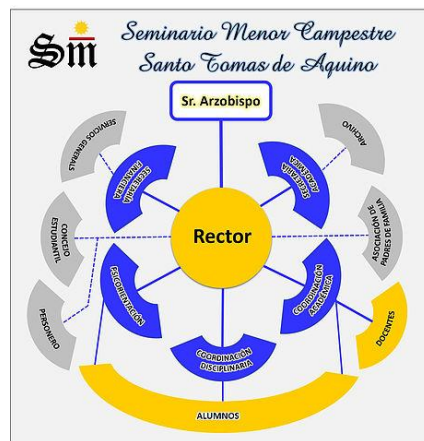 Sm
Seminario Menor Campestre
Santo Tomas de Aquino
Sr. Arzobispo
SERVICIOS GENERALS
SECRETARÍA
FINANCIERA
SECRETARÍA
ACADÉMICA
ARCHIVO
CONCEJO
ESTUDIANTIL
Rector
ASOCIACIÓN DE
PADRES DE FAMILIA
PERSONERO
PSICORIENTACIÓN
COORDINACIÓN
DISCIPLINARIA
COORDINACIÓN
ACADÉMICA
DOCENTES
ALUMNOS